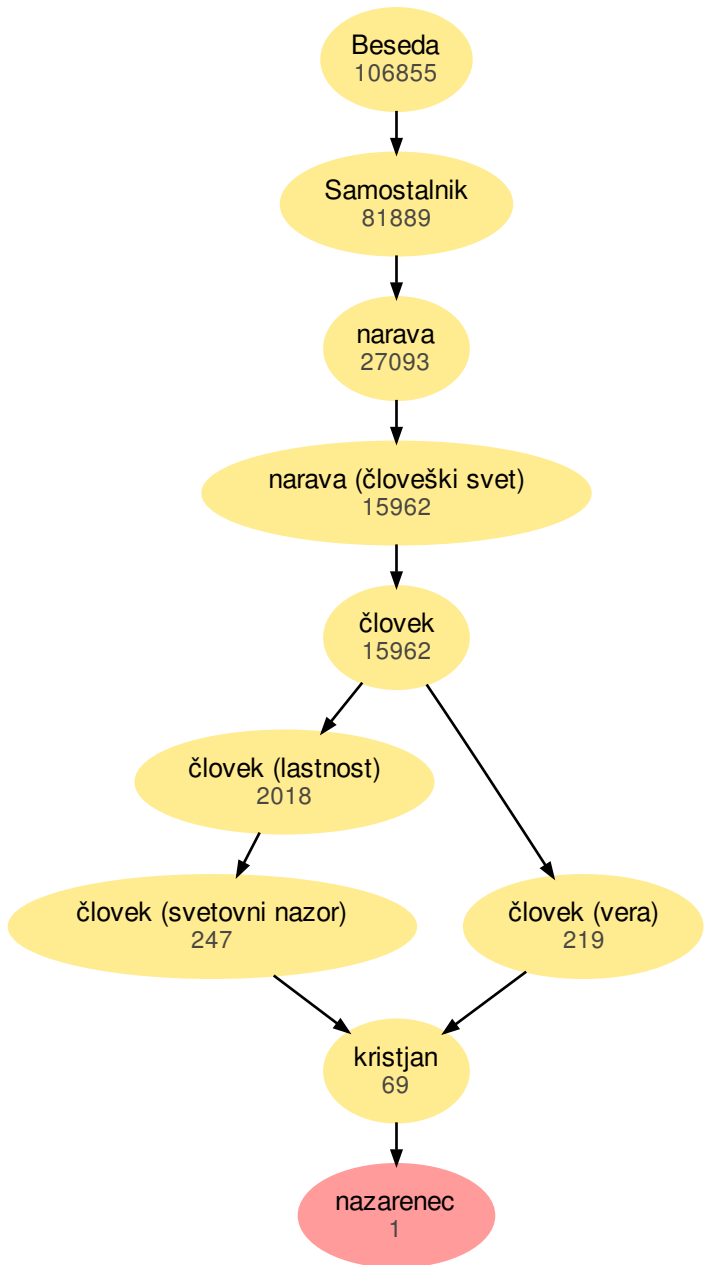 Beseda
106855
Samostalnik
81889
narava
27093
narava (človeški svet)
15962
človek
15962
človek (lastnost)
2018
človek (svetovni nazor)
247
človek (vera)
219
kristjan
69
nazarenec
1